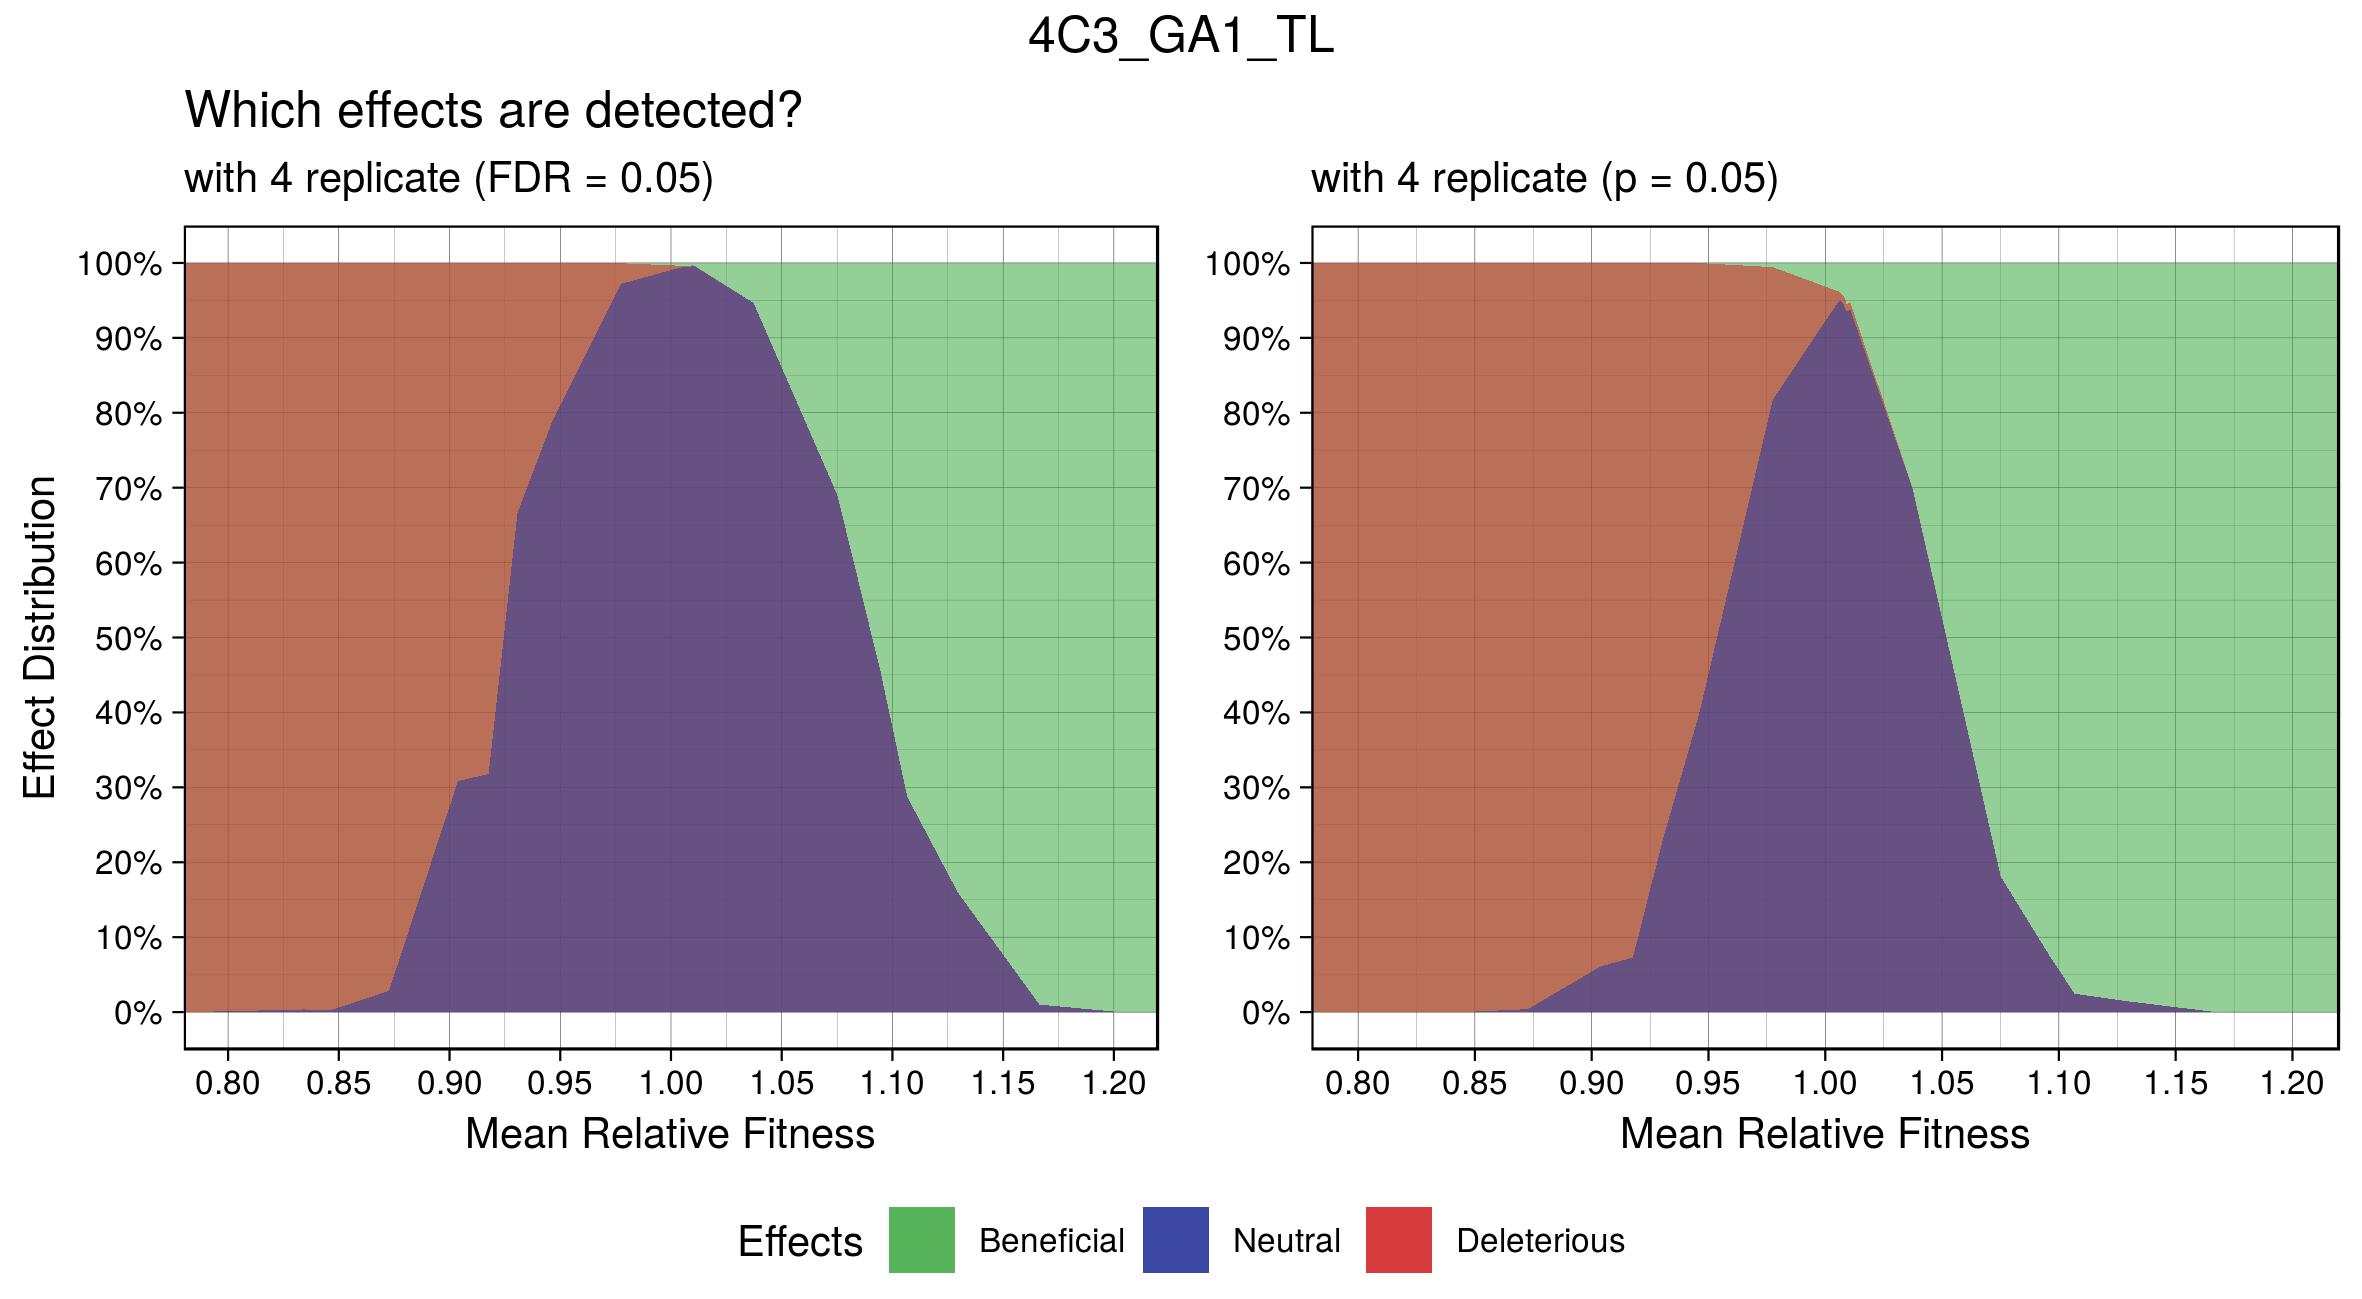 4C3_GA1_TL
Which effects are detected?
with 4 replicate (FDR = 0.05)
with 4 replicate (p = 0.05)
Effect Distribution
100%
90%
80%
70%
60%
50%
40%
30%
20%
10%
0%
0.80 0.85 0.90 0.95 1.00 1.05 1.10 1.15 1.20
Mean Relative Fitness
100%
90%
80%
70%
60%
50%
40%
30%
20%
10%
0%
0.80 0.85 0.90 0.95 1.00 1.05 1.10 1.15 1.20
Mean Relative Fitness
Effects Beneficial Neutral Deleterious